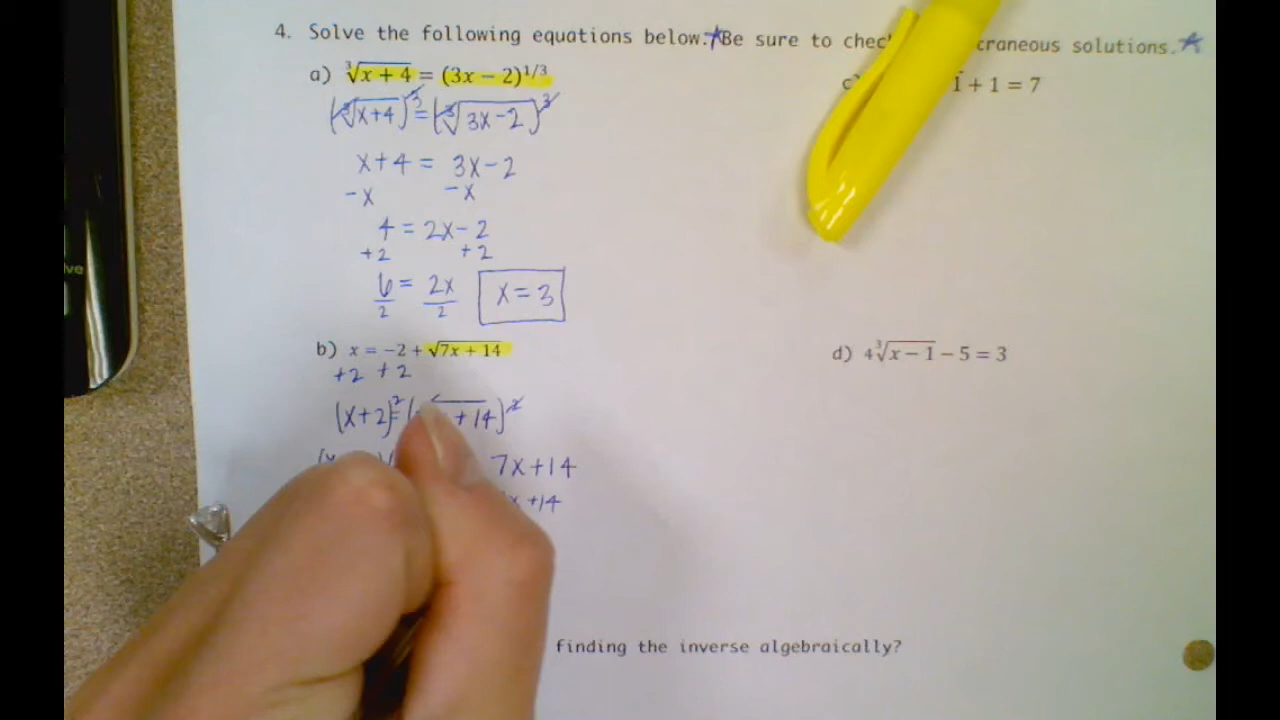 4. Solve the following equations below.*Be sure to chec craneous solutions.*
a) ∛(x + 4) = (3x − 2)^1/3
(∛(x+4))^3 = (∛(3x-2))^3
x+4 = 3x-2
-x -x
4 = 2x-2
+2 +2
6/2 = 2x/2 x = 3
b) x = −2 + √(7x + 14)
+2 +2
(x+2)^2 = ( + 14)^2
7x+14
x +14
c) 1 + 1 = 7
d) 4∛(x − 1) − 5 = 3
finding the inverse algebraically?
ve